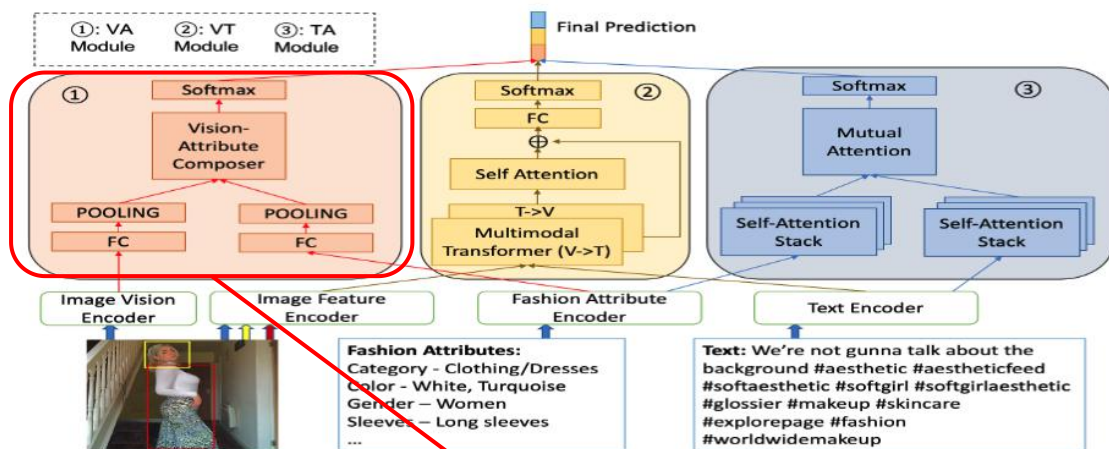 ①: VA Module
②: VT Module
③: TA Module
Final Prediction
①
Softmax
Vision-
Attribute
Composer
POOLING
FC
POOLING
FC
②
Softmax
FC
Self Attention
T->V
Multimodal
Transformer (V->T)
③
Softmax
Mutual
Attention
Self-Attention
Stack
Self-Attention
Stack
Image Vision
Encoder
Image Feature
Encoder
Fashion Attribute
Encoder
Text Encoder
Fashion Attributes:
Category - Clothing/Dresses
Color - White, Turquoise
Gender – Women
Sleeves – Long sleeves
...
Text: We're not gunna talk about the
background #aesthetic #aestheticfeed
#softaesthetic #softgirl #softgirlaesthetic
#glossier #makeup #skincare
#explorepage #fashion
#worldwidemakeup